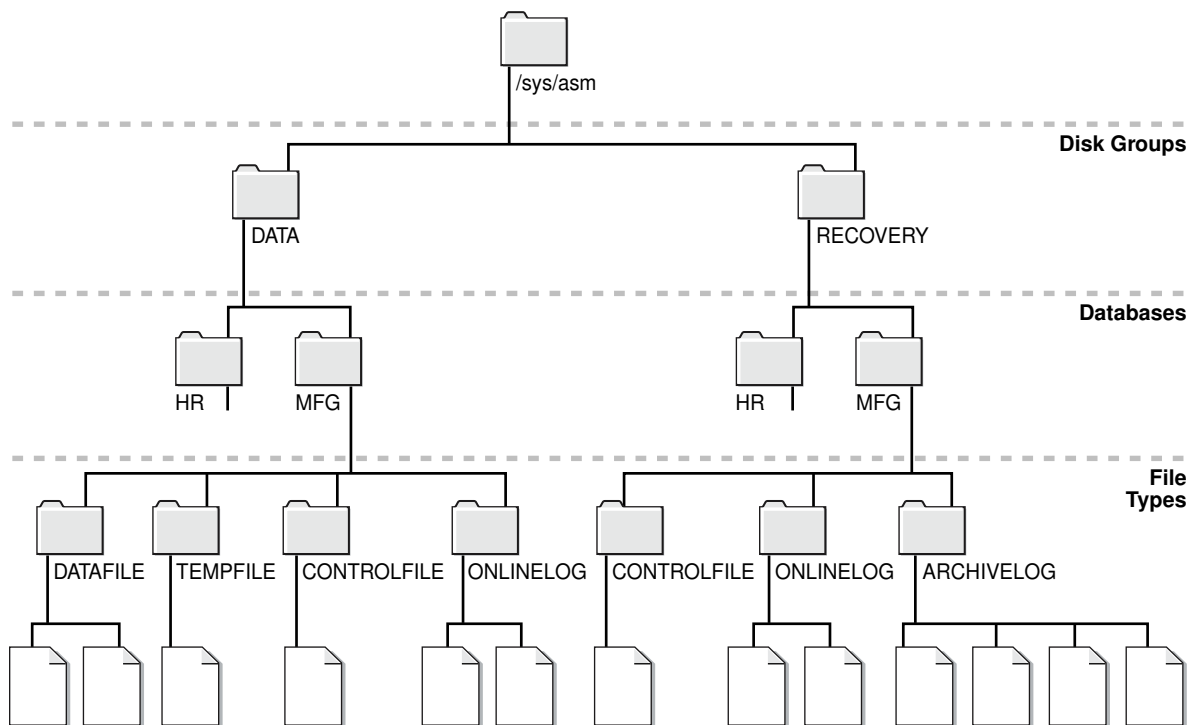 /sys/asm
Disk Groups
DATA
RECOVERY
Databases
HR
MFG
HR
MFG
File
Types
DATAFILE
TEMPFILE
CONTROLFILE
ONLINELOG
CONTROLFILE
ONLINELOG
ARCHIVELOG